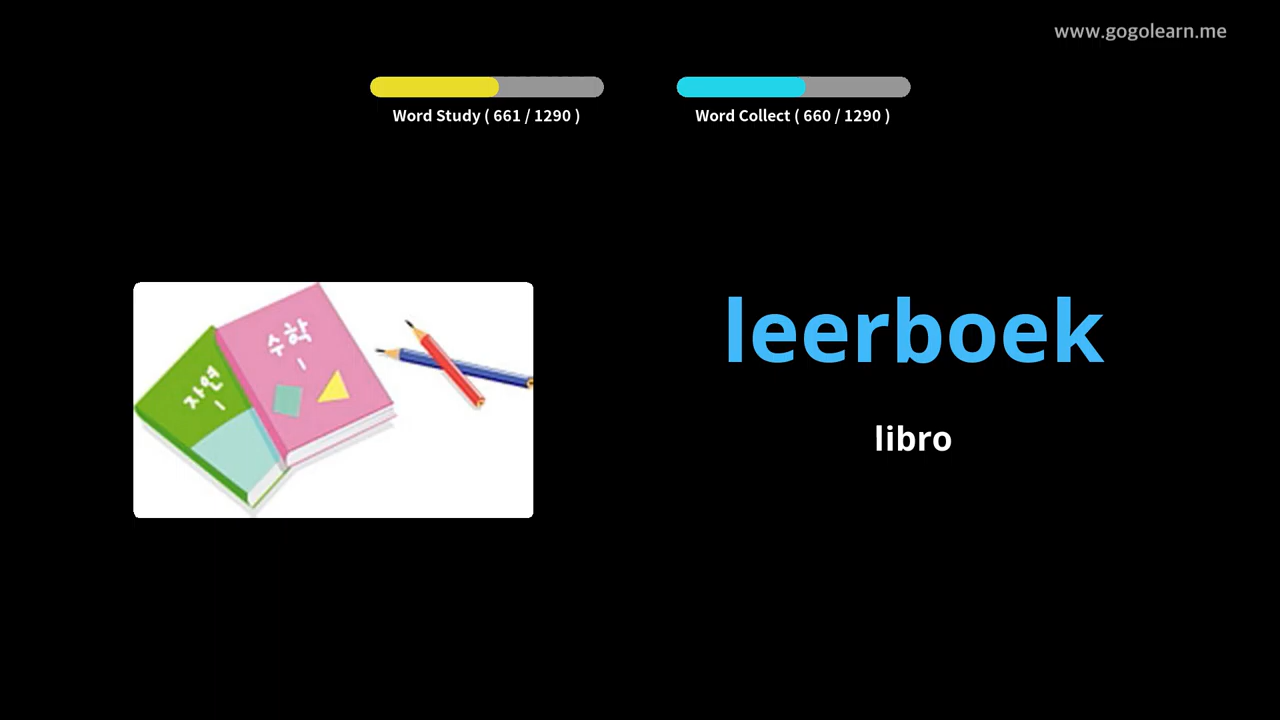 www.gogolearn.me
Word Study ( 661 / 1290 )
Word Collect ( 660 / 1290 )
수학
1
자연
1
leerboek
libro